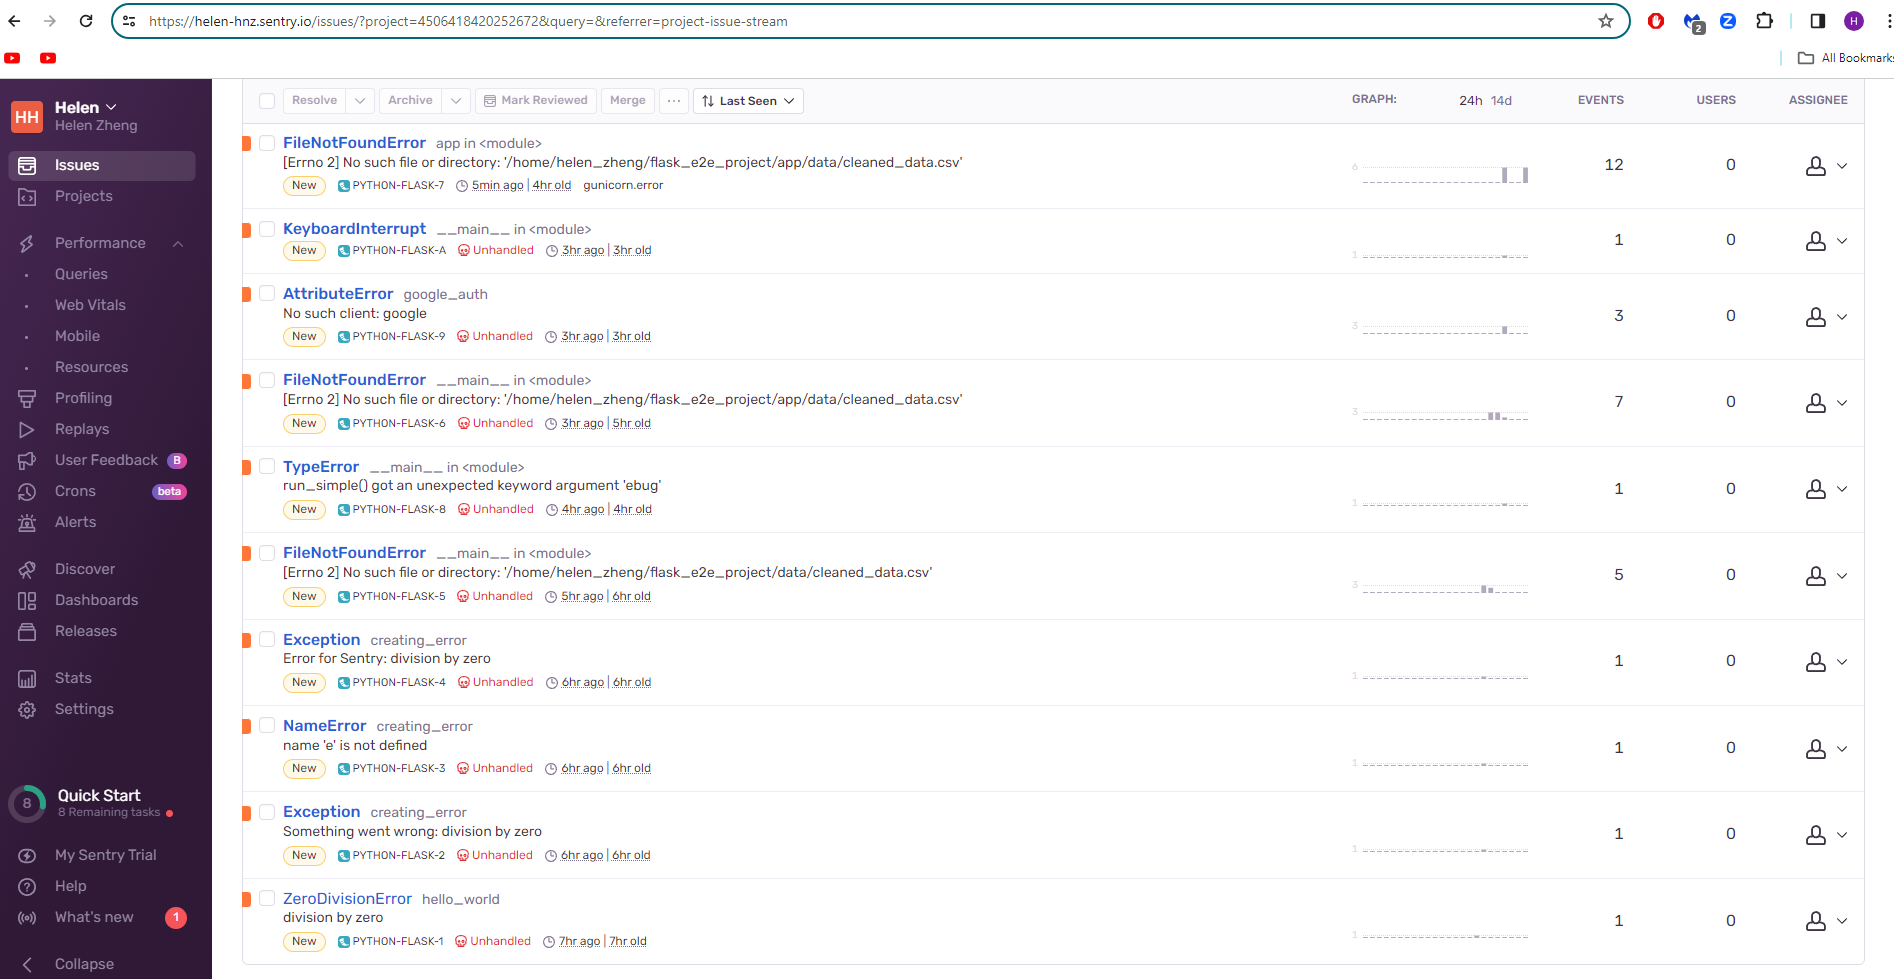 https://helen-hnz.sentry.io/issues/?project=4506418420252672&query=&referrer=project-issue-stream
2
H
All Bookmarks
HH
Helen
Helen Zheng
Issues
Projects
Performance
Queries
Web Vitals
Mobile
Resources
Profiling
Replays
User Feedback B
Crons beta
Alerts
Discover
Dashboards
Releases
Stats
Settings
8
Quick Start
8 Remaining tasks
My Sentry Trial
Help
What's new 1
Collapse
Resolve Archive Mark Reviewed Merge ... Last Seen GRAPH: 24h 14d EVENTS USERS ASSIGNEE
FileNotFoundError app in <module>
[Errno 2] No such file or directory: '/home/helen_zheng/flask_e2e_project/app/data/cleaned_data.csv'
6 12 0
New PYTHON-FLASK-7 5min ago | 4hr old gunicorn.error
KeyboardInterrupt __main__ in <module>
1 1 0
New PYTHON-FLASK-A Unhandled 3hr ago | 3hr old
AttributeError google_auth
No such client: google
3 3 0
New PYTHON-FLASK-9 Unhandled 3hr ago | 3hr old
FileNotFoundError __main__ in <module>
[Errno 2] No such file or directory: '/home/helen_zheng/flask_e2e_project/app/data/cleaned_data.csv'
3 7 0
New PYTHON-FLASK-6 Unhandled 3hr ago | 5hr old
TypeError __main__ in <module>
run_simple() got an unexpected keyword argument 'ebug'
1 1 0
New PYTHON-FLASK-8 Unhandled 4hr ago | 4hr old
FileNotFoundError __main__ in <module>
[Errno 2] No such file or directory: '/home/helen_zheng/flask_e2e_project/data/cleaned_data.csv'
3 5 0
New PYTHON-FLASK-5 Unhandled 5hr ago | 6hr old
Exception creating_error
Error for Sentry: division by zero
1 1 0
New PYTHON-FLASK-4 Unhandled 6hr ago | 6hr old
NameError creating_error
name 'e' is not defined
1 1 0
New PYTHON-FLASK-3 Unhandled 6hr ago | 6hr old
Exception creating_error
Something went wrong: division by zero
1 1 0
New PYTHON-FLASK-2 Unhandled 6hr ago | 6hr old
ZeroDivisionError hello_world
division by zero
1 1 0
New PYTHON-FLASK-1 Unhandled 7hr ago | 7hr old